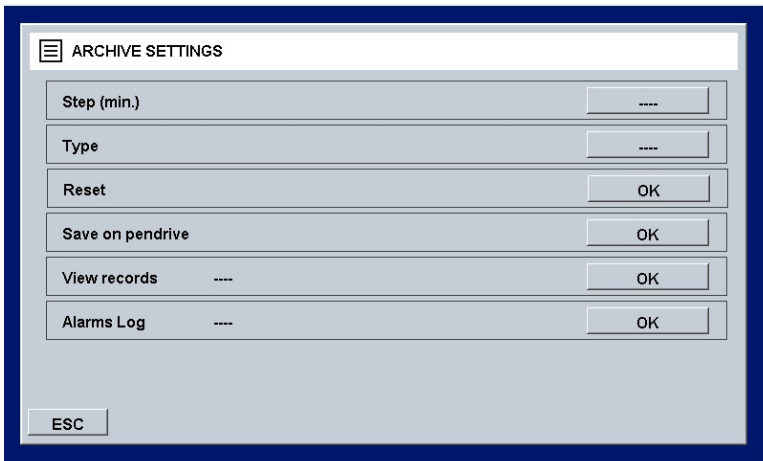 ARCHIVE SETTINGS
Step (min.) ----
Type ----
Reset OK
Save on pendrive OK
View records ---- OK
Alarms Log ---- OK
ESC